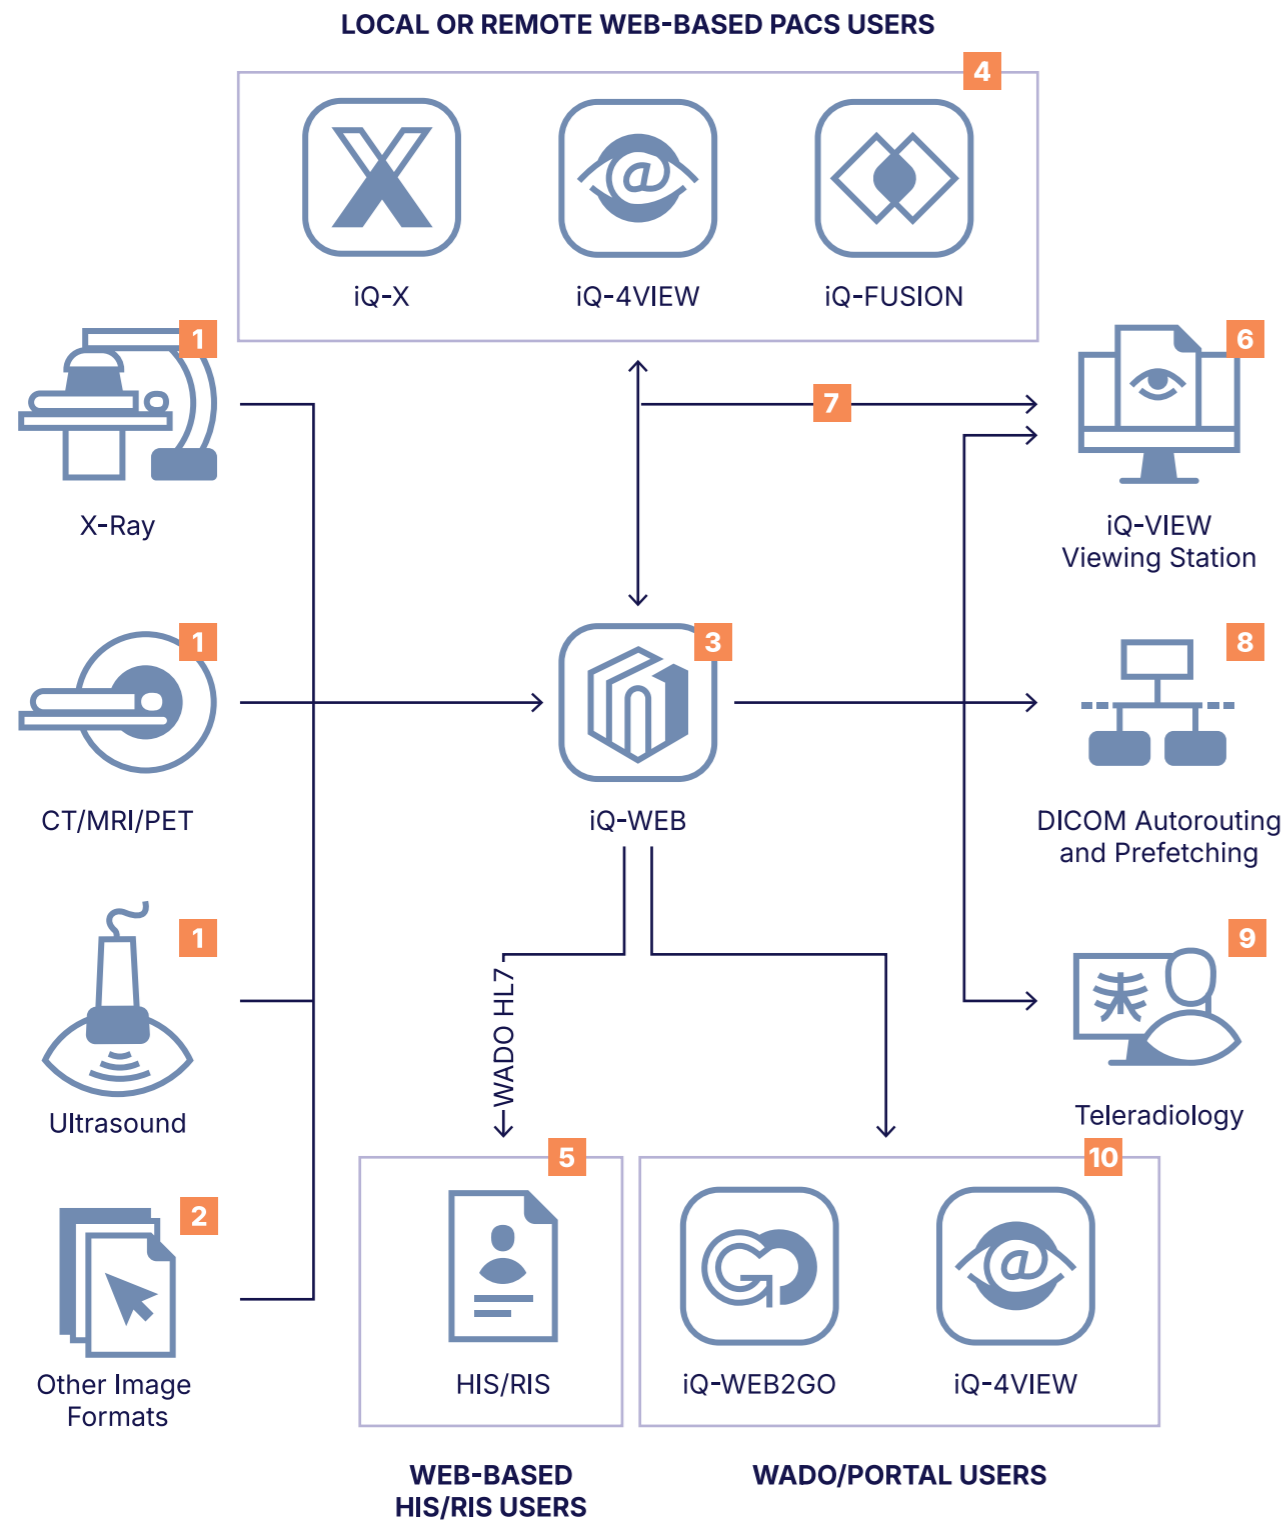 LOCAL OR REMOTE WEB-BASED PACS USERS
4
iQ-X
iQ-4VIEW
iQ-FUSION
1
X-Ray
7
6
iQ-VIEW
Viewing Station
1
CT/MRI/PET
3
iQ-WEB
8
DICOM Autorouting
and Prefetching
1
Ultrasound
WADO HL7
9
Teleradiology
2
Other Image
Formats
5
HIS/RIS
WEB-BASED
HIS/RIS USERS
10
iQ-WEB2GO
iQ-4VIEW
WADO/PORTAL USERS